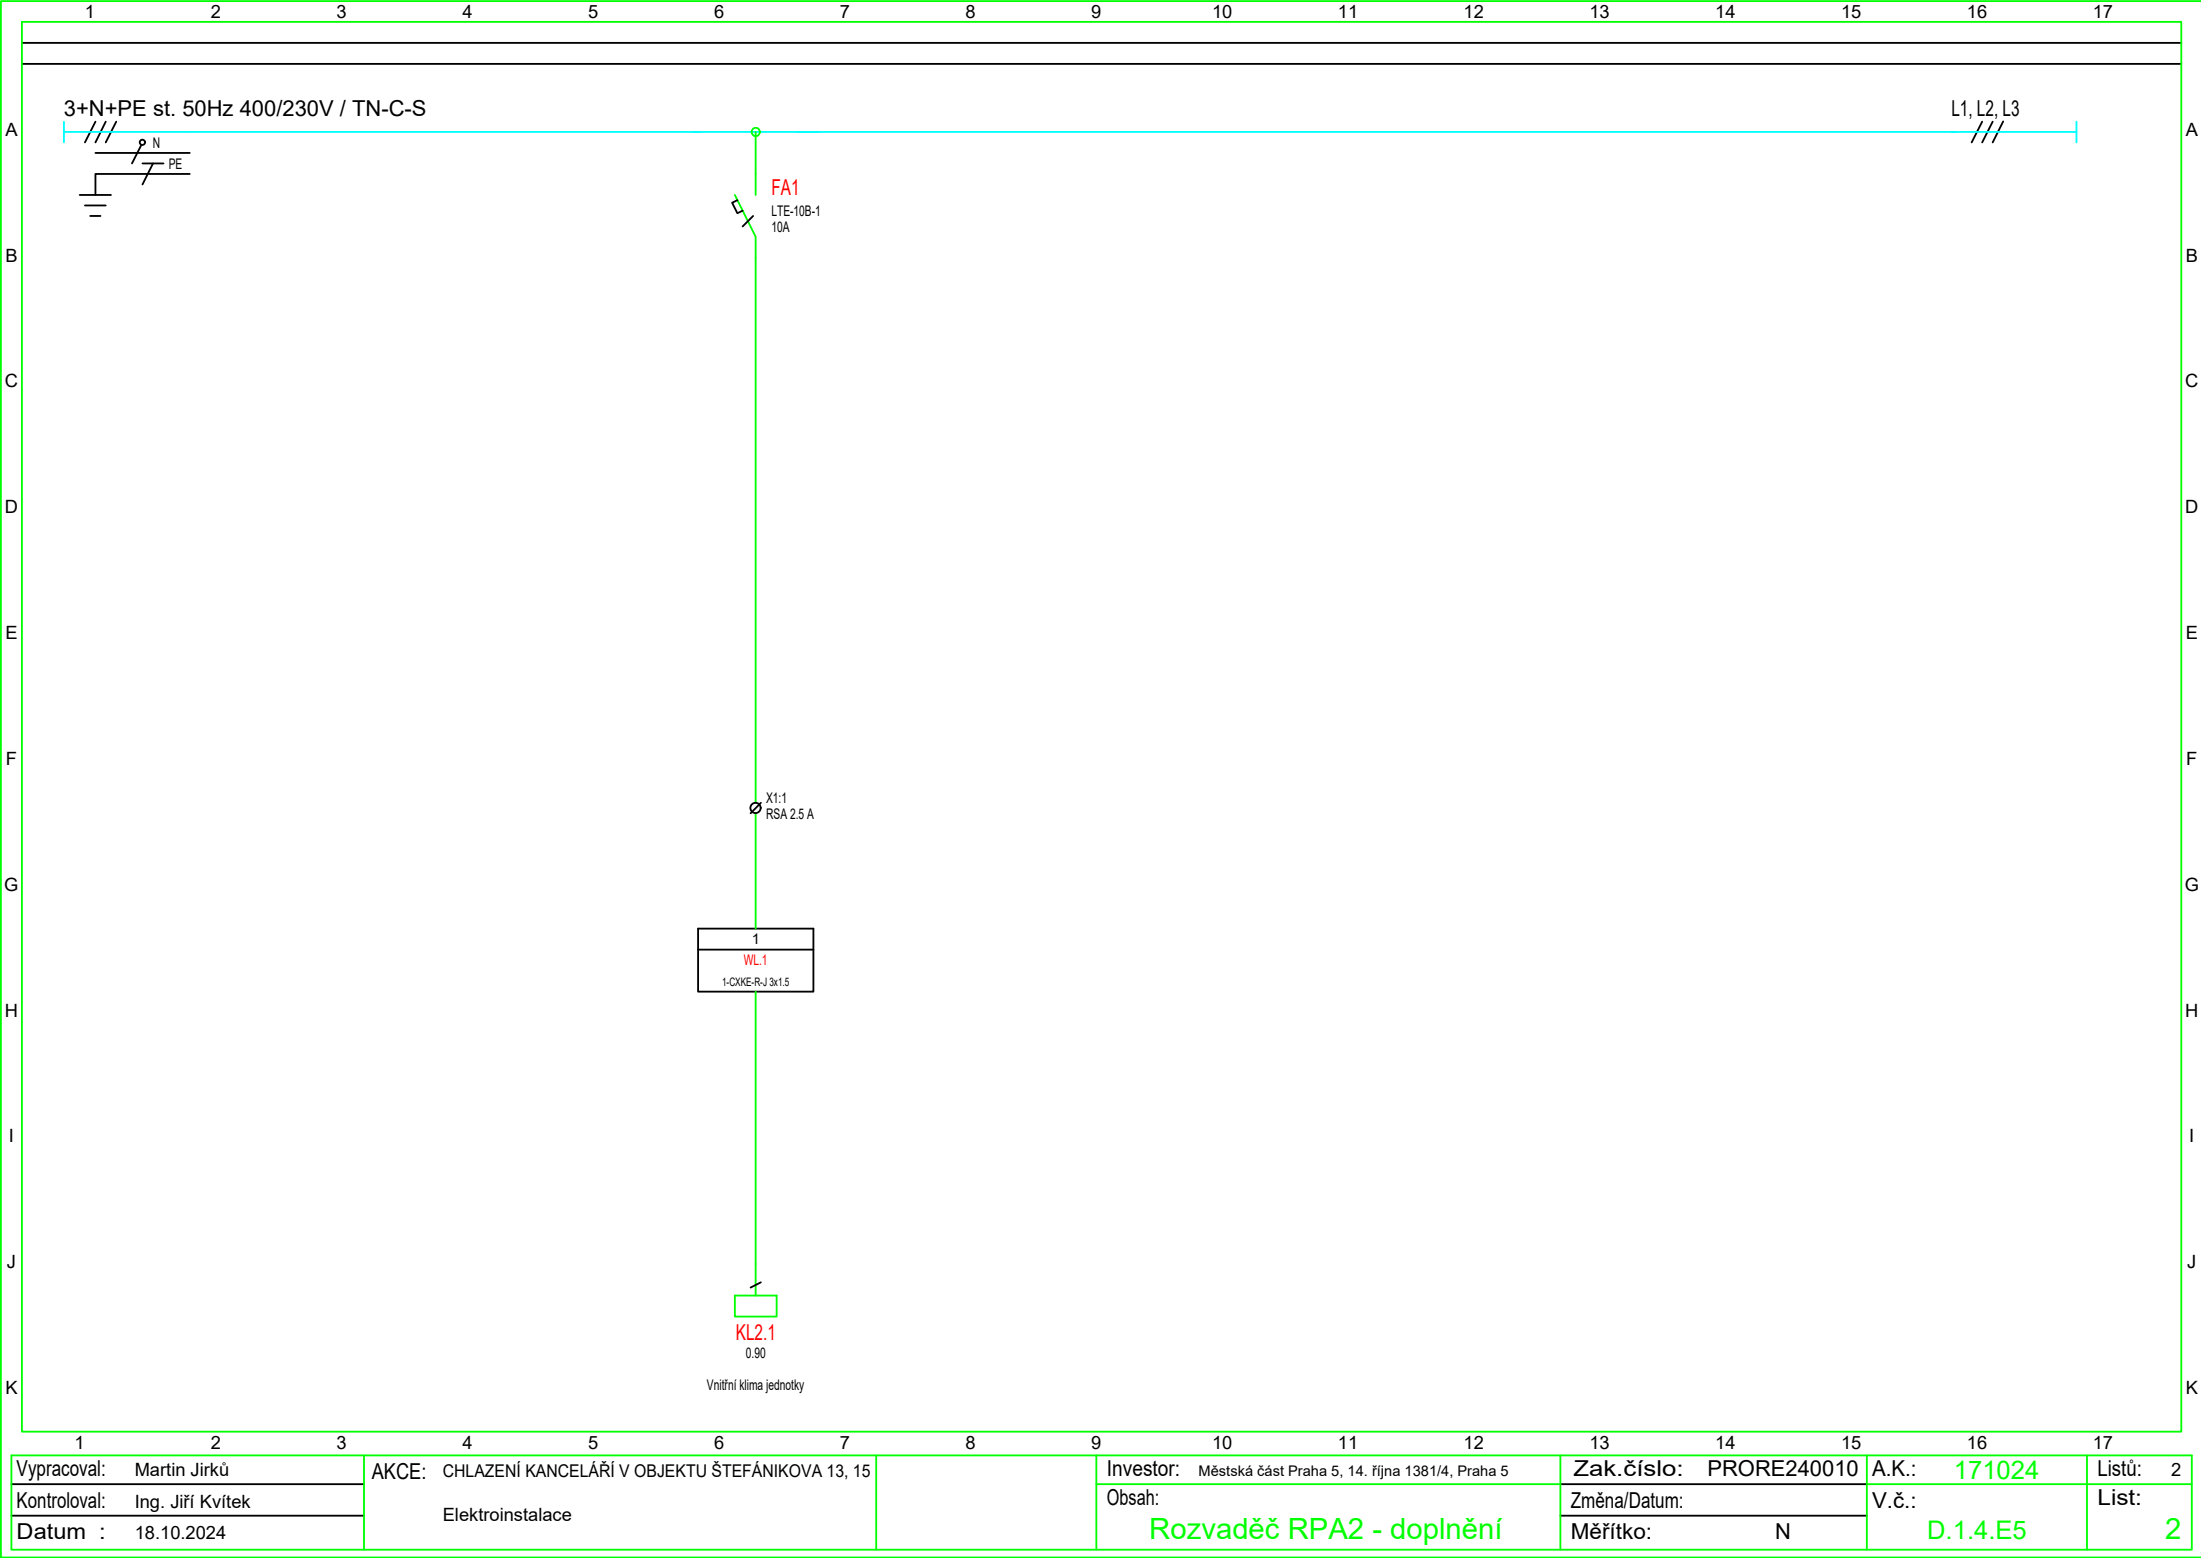 1 2 3 4 5 6 7 8 9 10 11 12 13 14 15 16 17
3+N+PE st. 50Hz 400/230V / TN-C-S
L1, L2, L3
A A
N
PE
FA1
LTE-10B-1
10A
B B
C C
D D
E E
F F
X1:1
RSA 2.5 A
G G
1
WL.1
1-CXKE-R-J 3x1.5
H H
I I
J J
KL2.1
0.90
Vnitřní klima jednotky
K K
1 2 3 4 5 6 7 8 9 10 11 12 13 14 15 16 17
Vypracoval: Martin Jirků
Kontroloval: Ing. Jiří Kvítek
Datum : 18.10.2024
AKCE: CHLAZENÍ KANCELÁŘÍ V OBJEKTU ŠTEFÁNIKOVA 13, 15
Elektroinstalace
Investor: Městská část Praha 5, 14. října 1381/4, Praha 5
Obsah:
Rozvaděč RPA2 - doplnění
Zak.číslo: PRORE240010
Změna/Datum:
Měřítko: N
A.K.: 171024
V.č.:
D.1.4.E5
Listů: 2
List:
2